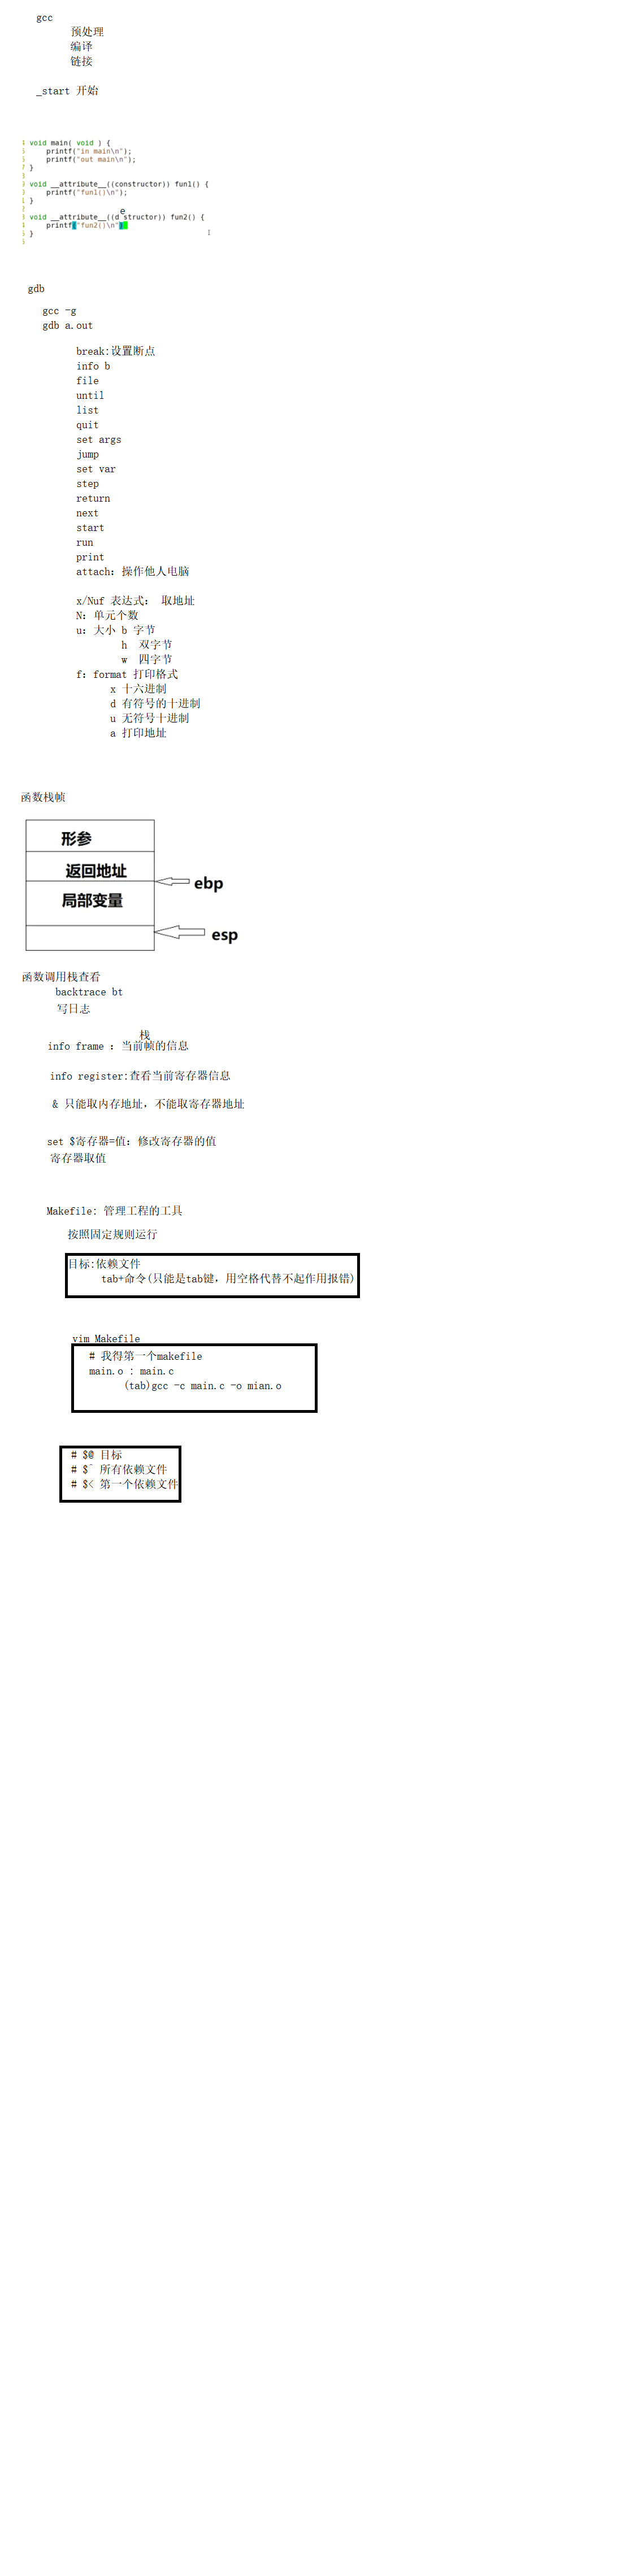 gcc
预处理
编译
链接
_start 开始
void main( void ) {
printf("in main\n");
printf("out main\n");
}
void __attribute__((constructor)) fun1() {
printf("fun1()\n");
}
e
void __attribute__((d structor)) fun2() {
printf("fun2()\n")
}
gdb
gcc -g
gdb a.out
break:设置断点
info b
file
until
list
quit
set args
jump
set var
step
return
next
start
run
print
attach: 操作他人电脑
x/Nuf 表达式: 取地址
N: 单元个数
u: 大小 b 字节
h 双字节
w 四字节
f: format 打印格式
x 十六进制
d 有符号的十进制
u 无符号十进制
a 打印地址
函数栈帧
形参
返回地址
ebp
局部变量
esp
函数调用栈查看
backtrace bt
写日志
栈
info frame : 当前帧的信息
info register:查看当前寄存器信息
& 只能取内存地址, 不能取寄存器地址
set $寄存器=值: 修改寄存器的值
寄存器取值
Makefile: 管理工程的工具
按照固定规则运行
目标:依赖文件
tab+命令(只能是tab键, 用空格代替不起作用报错)
vim Makefile
# 我得第一个makefile
main.o : main.c
(tab)gcc -c main.c -o mian.o
# $@ 目标
# $^ 所有依赖文件
# $< 第一个依赖文件